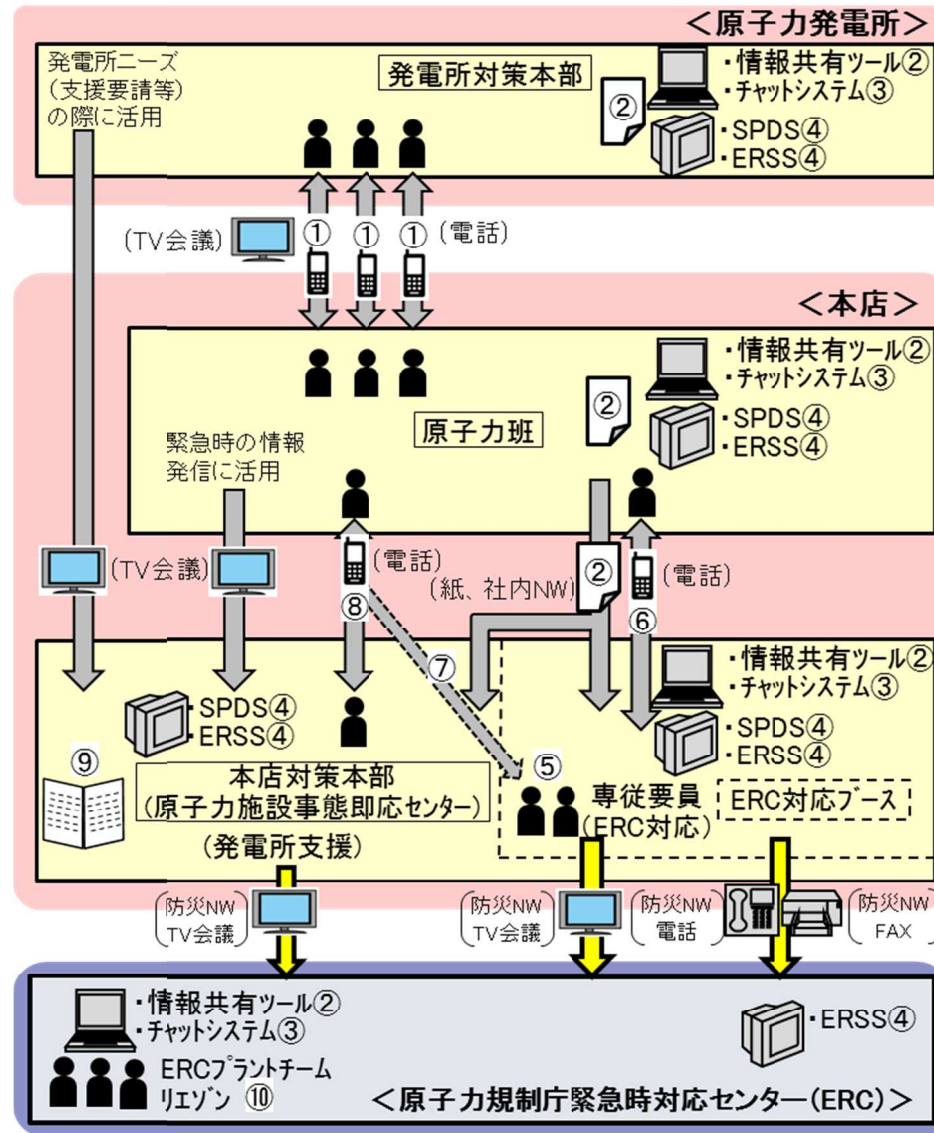 ＜原子力発電所＞
発電所ニーズ
(支援要請等)
の際に活用
発電所対策本部
②
・情報共有ツール②
・チャットシステム③
・SPDS④
・ERSS④
(TV会議)
① ① ① (電話)
＜本店＞
・情報共有ツール②
・チャットシステム③
②
・SPDS④
・ERSS④
原子力班
緊急時の情報
発信に活用
(TV会議)
(電話)
⑧
(紙、社内NW)
②
(電話)
⑥
⑦
・情報共有ツール②
・チャットシステム③
・SPDS④
・ERSS④
・SPDS④
・ERSS④
⑨
本店対策本部
(原子力施設事態即応センター)
(発電所支援)
⑤
専従要員
(ERC対応)
ERC対応ブース
防災NW
TV会議
防災NW
TV会議
防災NW
電話
防災NW
FAX
・情報共有ツール②
・チャットシステム③
ERCプラントチーム
リエゾン ⑩
・ERSS④
＜原子力規制庁緊急時対応センター(ERC)＞